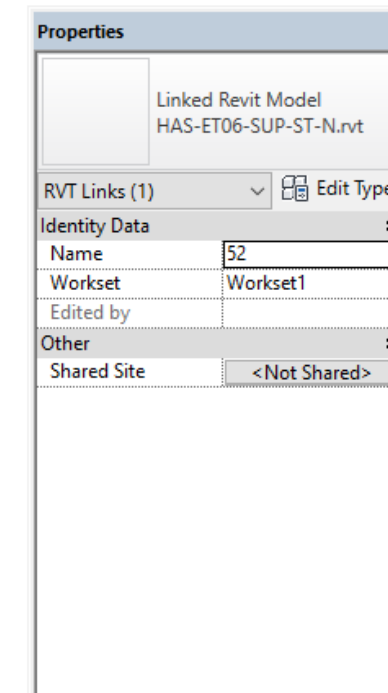 Properties
Linked Revit Model
HAS-ET06-SUP-ST-N.rvt
RVT Links (1) Edit Type
Identity Data
Name 52
Workset Workset1
Edited by
Other
Shared Site <Not Shared>